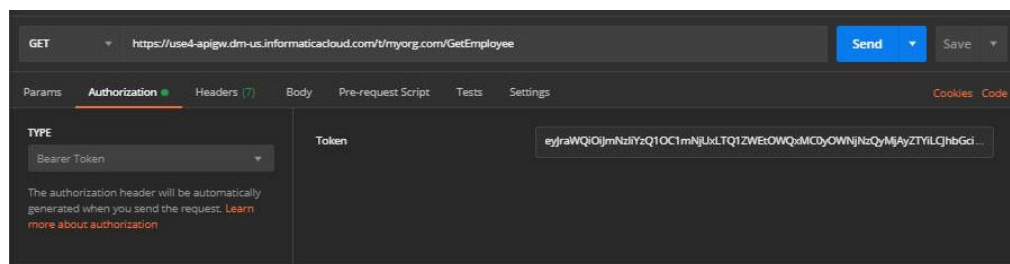 GET https://use4-apigw.dm-us.informaticacloud.com/t/myorg.com/GetEmployee Send Save
Params Authorization Headers (7) Body Pre-request Script Tests Settings Cookies Code
TYPE
Bearer Token
The authorization header will be automatically
generated when you send the request. Learn
more about authorization
Token